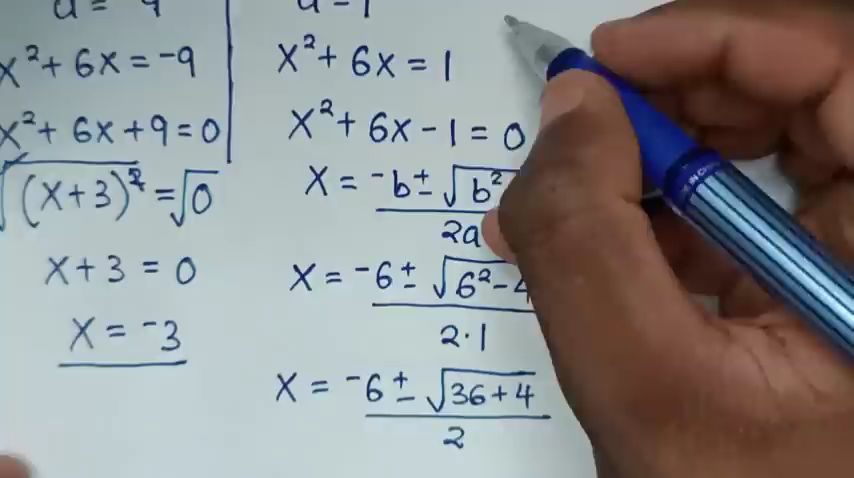 x² + 6x = -9
x² + 6x + 9 = 0
√(x+3)² = √0
x + 3 = 0
x = -3
x² + 6x = 1
x² + 6x - 1 = 0
x = -b ± √b²
2a
x = -6 ± √6² - 4
2·1
x = -6 ± √36+4
2